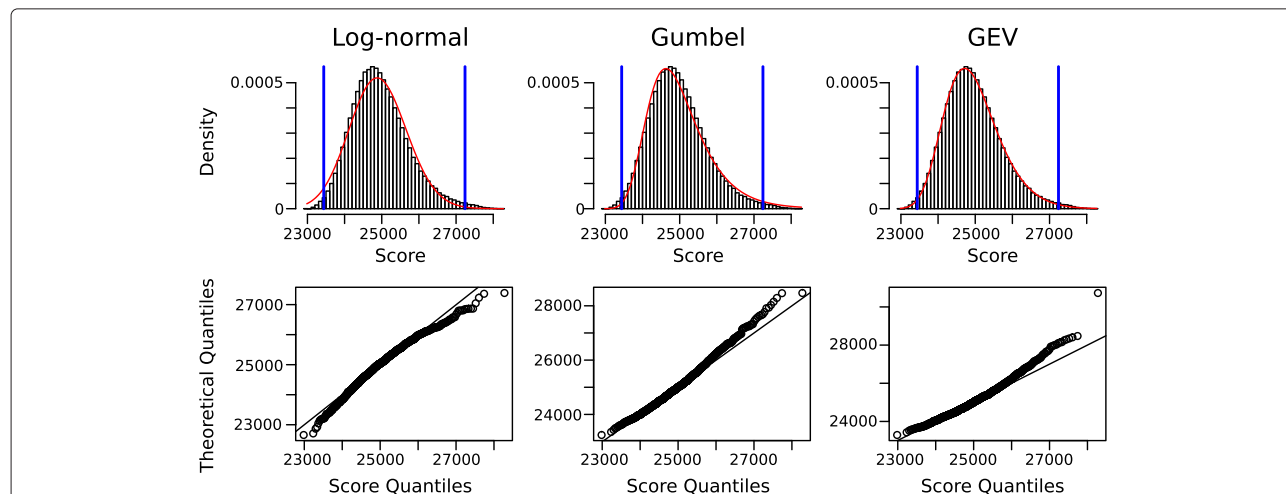 Log-normal Gumbel GEV
Density
0.0005 0.0005 0.0005
0 0 0
23000 25000 27000 23000 25000 27000 23000 25000 27000
Score Score Score
Theoretical Quantiles
27000 28000
25000 26000 28000
23000 24000 24000
23000 25000 27000 23000 25000 27000 23000 25000 27000
Score Quantiles Score Quantiles Score Quantiles